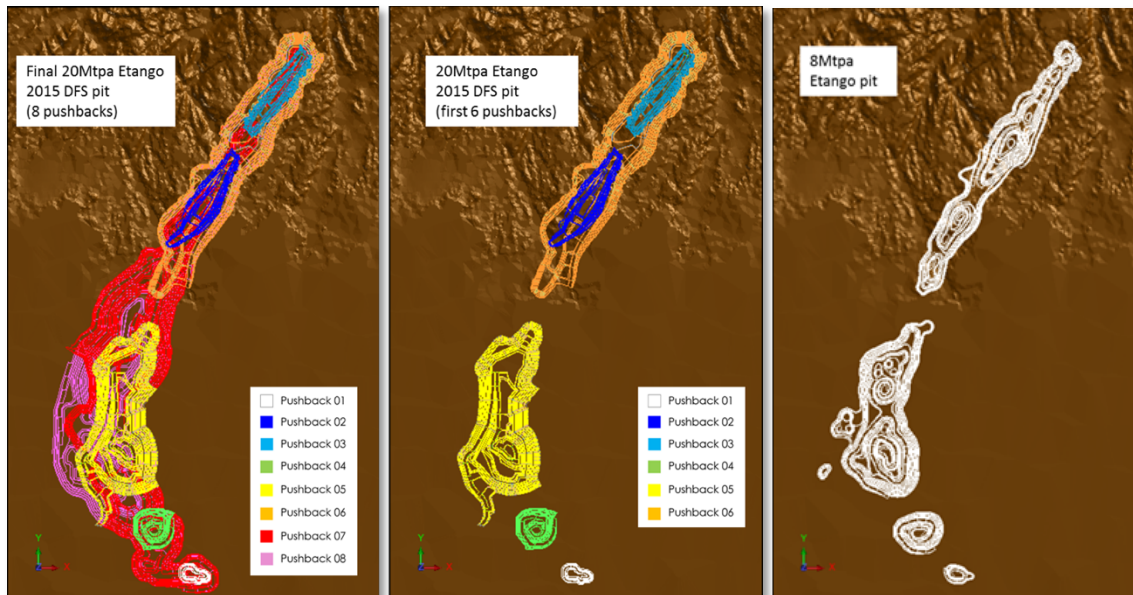 Final 20Mtpa Etango
2015 DFS pit
(8 pushbacks)
Pushback 01
Pushback 02
Pushback 03
Pushback 04
Pushback 05
Pushback 06
Pushback 07
Pushback 08
Y
X
20Mtpa Etango
2015 DFS pit
(first 6 pushbacks)
Pushback 01
Pushback 02
Pushback 03
Pushback 04
Pushback 05
Pushback 06
Y
X
8Mtpa
Etango pit
Y
X